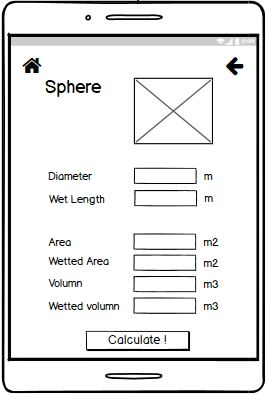 Sphere
Diameter m
Wet Length m
Area m2
Wetted Area m2
Volumn m3
Wetted volumn m3
Calculate !